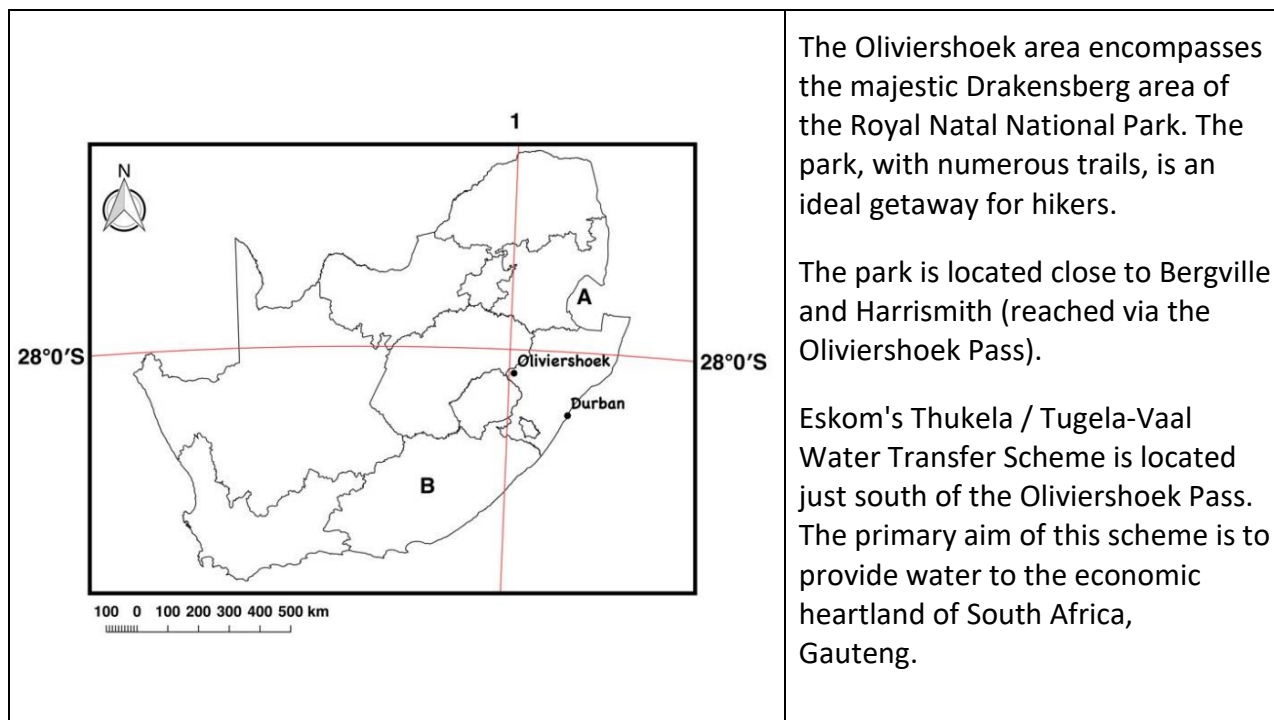 1
N
A
28°0′S
28°0′S
Oliviershoek
Durban
B
100 0 100 200 300 400 500 km
The Oliviershoek area encompasses
the majestic Drakensberg area of
the Royal Natal National Park. The
park, with numerous trails, is an
ideal getaway for hikers.
The park is located close to Bergville
and Harrismith (reached via the
Oliviershoek Pass).
Eskom's Thukela / Tugela-Vaal
Water Transfer Scheme is located
just south of the Oliviershoek Pass.
The primary aim of this scheme is to
provide water to the economic
heartland of South Africa,
Gauteng.